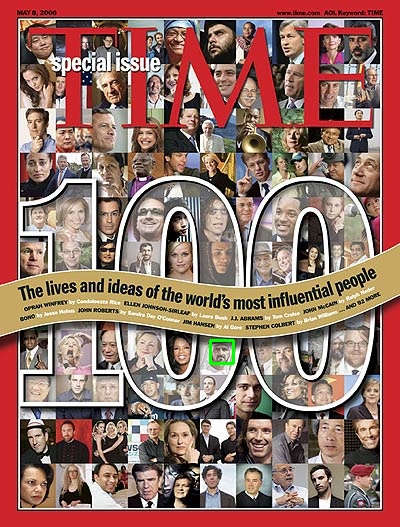 MAY 8, 2006
www.time.com AOL Keyword: TIME
TIME
special issue
100
The lives and ideas of the world's most influential people
OPRAH WINFREY by Condoleezza Rice ELLEN JOHNSON-SIRLEAF by Laura Bush J.J. ABRAMS by Tom Cruise JOHN McCAIN by Ralph Nader
BONO by Jesse Helms JOHN ROBERTS by Sandra Day O'Connor JIM HANSEN by Al Gore STEPHEN COLBERT by Brian Williams ... AND 92 MORE